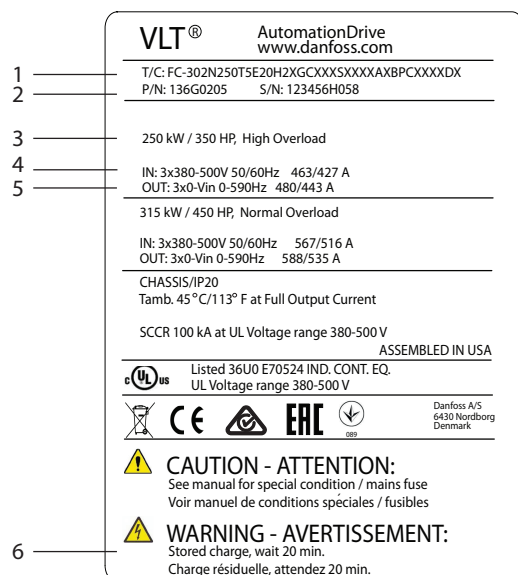 VLT® AutomationDrive
www.danfoss.com
1 T/C: FC-302N250T5E20H2XGCXXXSXXXXAXBPCXXXXDX
2 P/N: 136G0205 S/N: 123456H058
3 250 kW / 350 HP, High Overload
4 IN: 3x380-500V 50/60Hz 463/427 A
5 OUT: 3x0-Vin 0-590Hz 480/443 A
315 kW / 450 HP, Normal Overload
IN: 3x380-500V 50/60Hz 567/516 A
OUT: 3x0-Vin 0-590Hz 588/535 A
CHASSIS/IP20
Tamb. 45°C/113° F at Full Output Current
SCCR 100 kA at UL Voltage range 380-500 V
ASSEMBLED IN USA
c UL us Listed 36U0 E70524 IND. CONT. EQ.
UL Voltage range 380-500 V
CE EAC 089
Danfoss A/S
6430 Nordborg
Denmark
CAUTION - ATTENTION:
See manual for special condition / mains fuse
Voir manuel de conditions spéciales / fusibles
WARNING - AVERTISSEMENT:
6 Stored charge, wait 20 min.
Charge résiduelle, attendez 20 min.